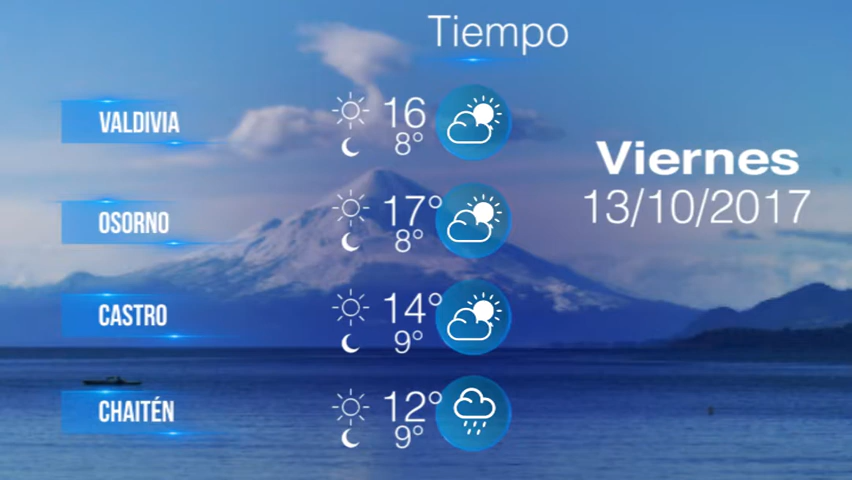 Tiempo
VALDIVIA 16 8°
Viernes
13/10/2017
OSORNO 17° 8°
CASTRO 14° 9°
CHAITÉN 12° 9°